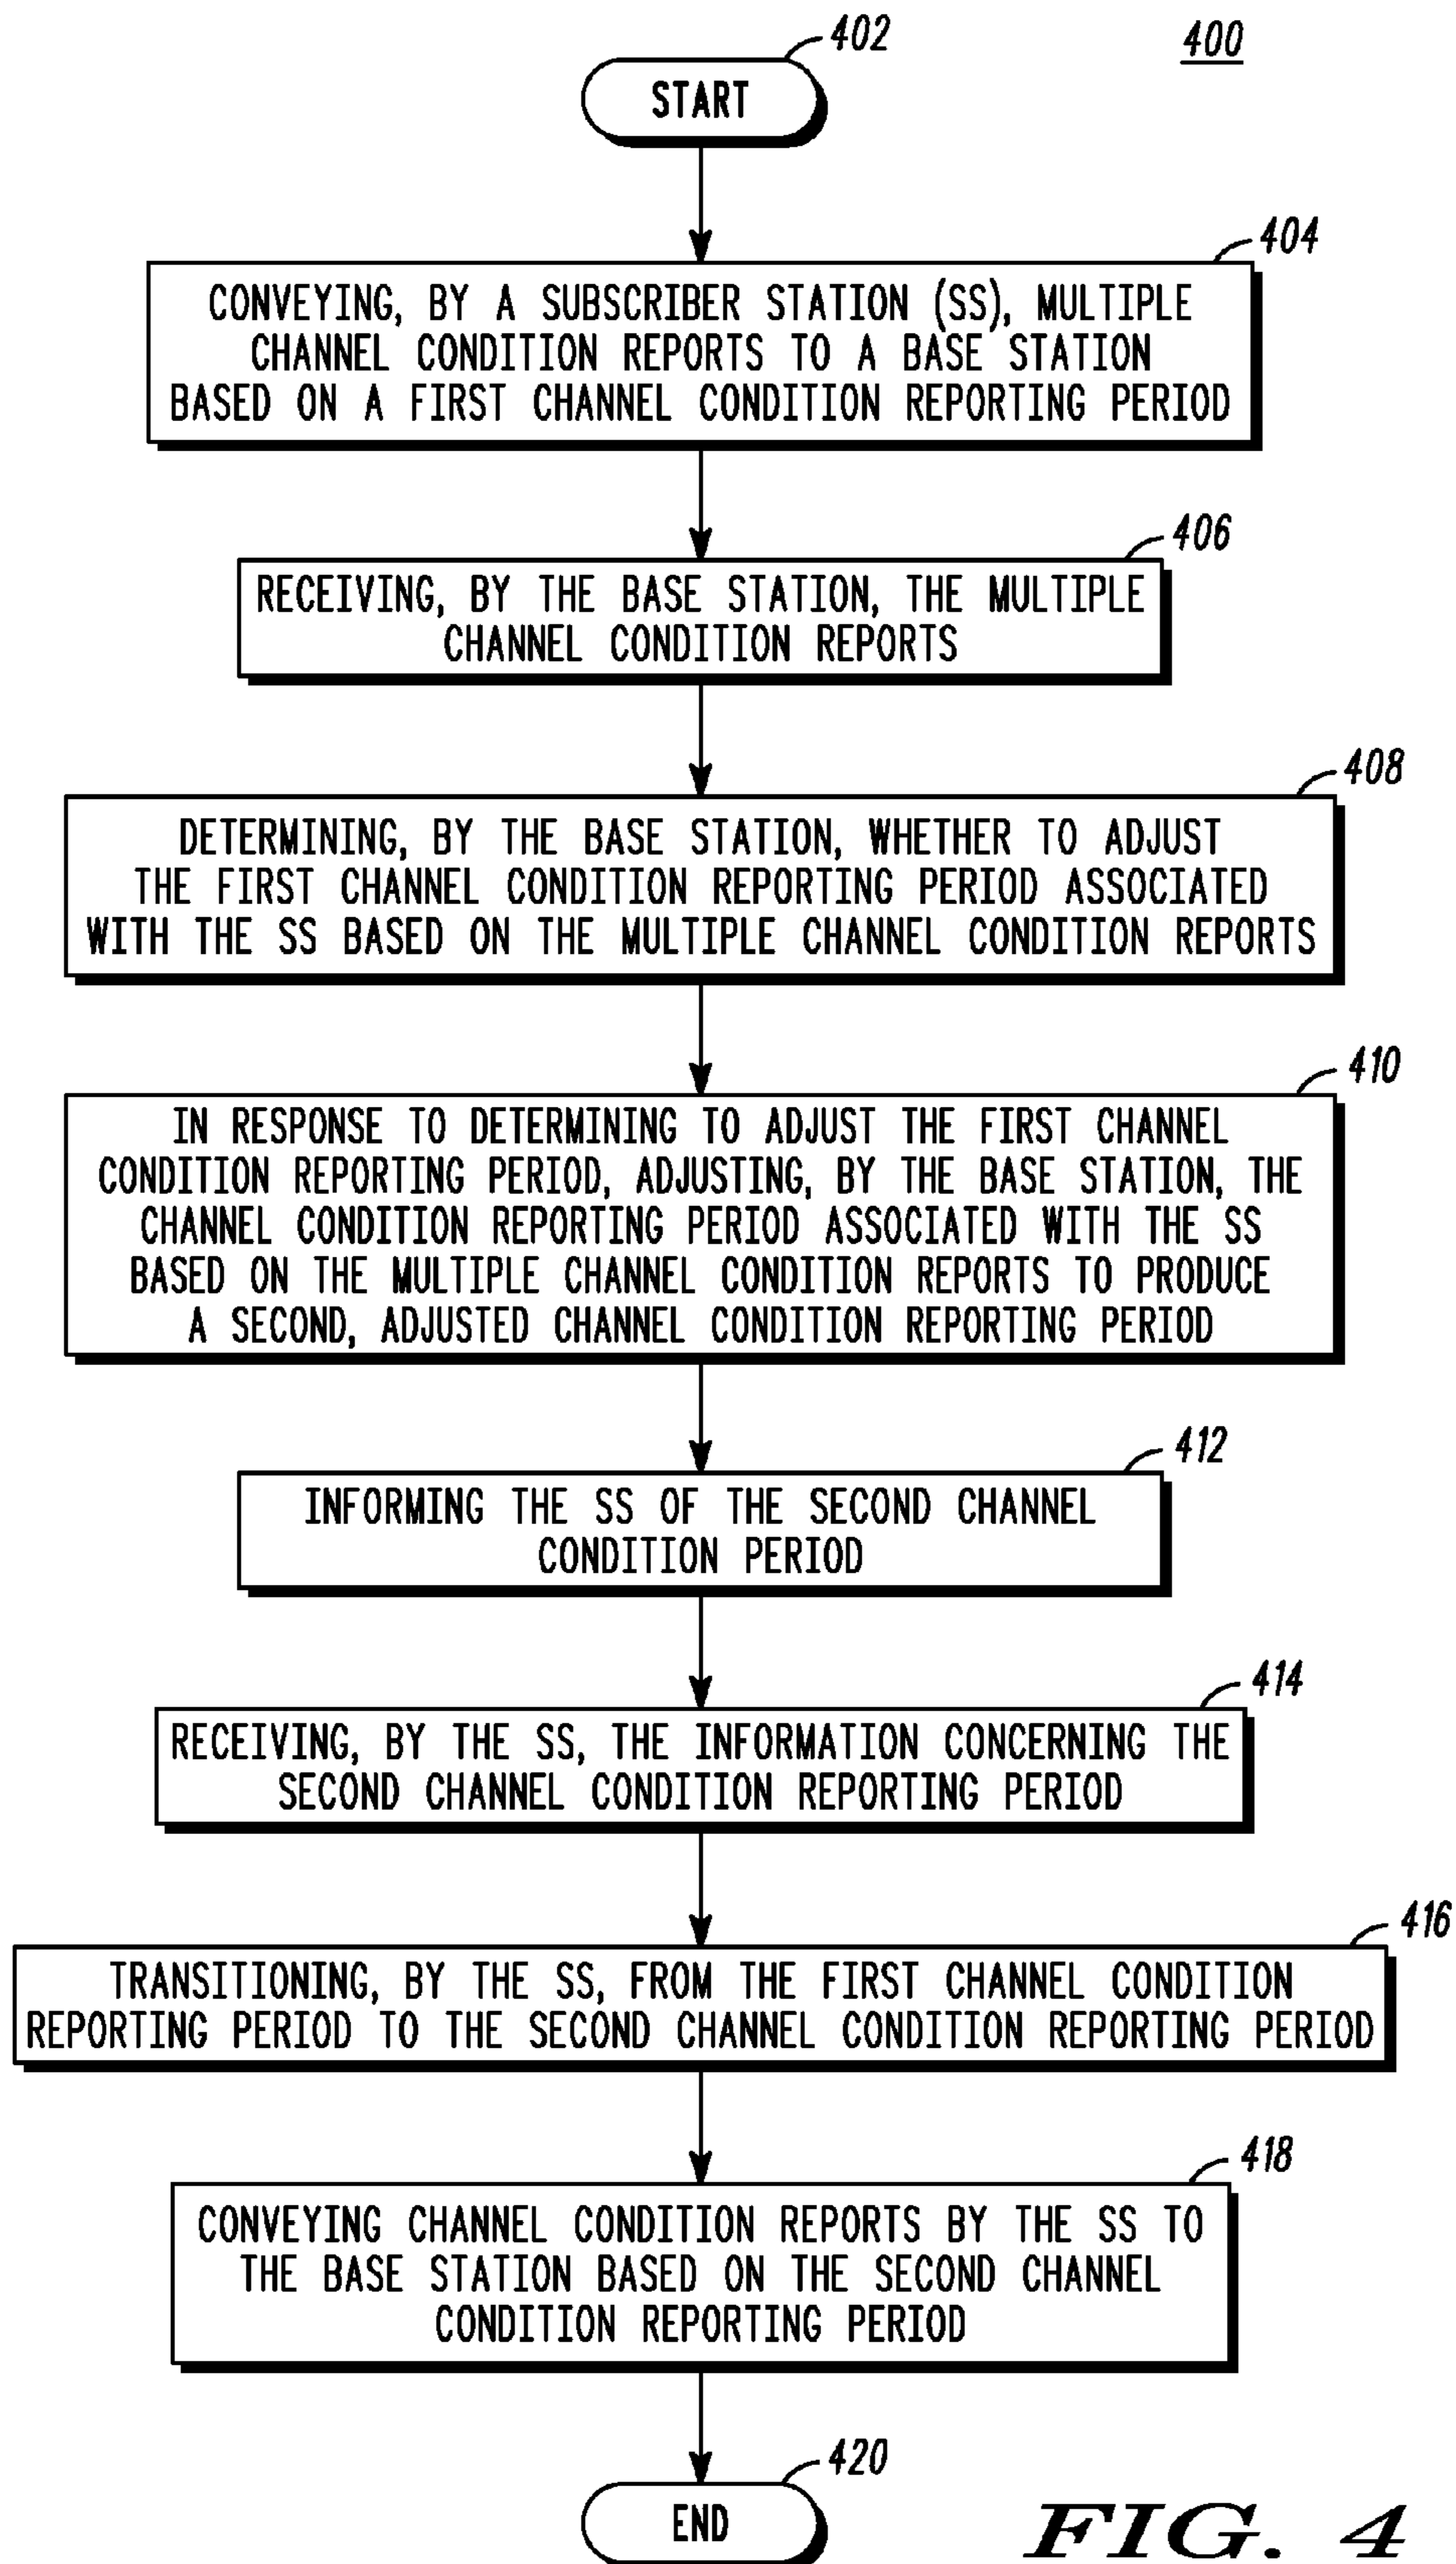 402
400
START
404
CONVEYING, BY A SUBSCRIBER STATION (SS), MULTIPLE
CHANNEL CONDITION REPORTS TO A BASE STATION
BASED ON A FIRST CHANNEL CONDITION REPORTING PERIOD
406
RECEIVING, BY THE BASE STATION, THE MULTIPLE
CHANNEL CONDITION REPORTS
408
DETERMINING, BY THE BASE STATION, WHETHER TO ADJUST
THE FIRST CHANNEL CONDITION REPORTING PERIOD ASSOCIATED
WITH THE SS BASED ON THE MULTIPLE CHANNEL CONDITION REPORTS
410
IN RESPONSE TO DETERMINING TO ADJUST THE FIRST CHANNEL
CONDITION REPORTING PERIOD, ADJUSTING, BY THE BASE STATION, THE
CHANNEL CONDITION REPORTING PERIOD ASSOCIATED WITH THE SS
BASED ON THE MULTIPLE CHANNEL CONDITION REPORTS TO PRODUCE
A SECOND, ADJUSTED CHANNEL CONDITION REPORTING PERIOD
412
INFORMING THE SS OF THE SECOND CHANNEL
CONDITION PERIOD
414
RECEIVING, BY THE SS, THE INFORMATION CONCERNING THE
SECOND CHANNEL CONDITION REPORTING PERIOD
416
TRANSITIONING, BY THE SS, FROM THE FIRST CHANNEL CONDITION
REPORTING PERIOD TO THE SECOND CHANNEL CONDITION REPORTING PERIOD
418
CONVEYING CHANNEL CONDITION REPORTS BY THE SS TO
THE BASE STATION BASED ON THE SECOND CHANNEL
CONDITION REPORTING PERIOD
420
END
FIG. 4